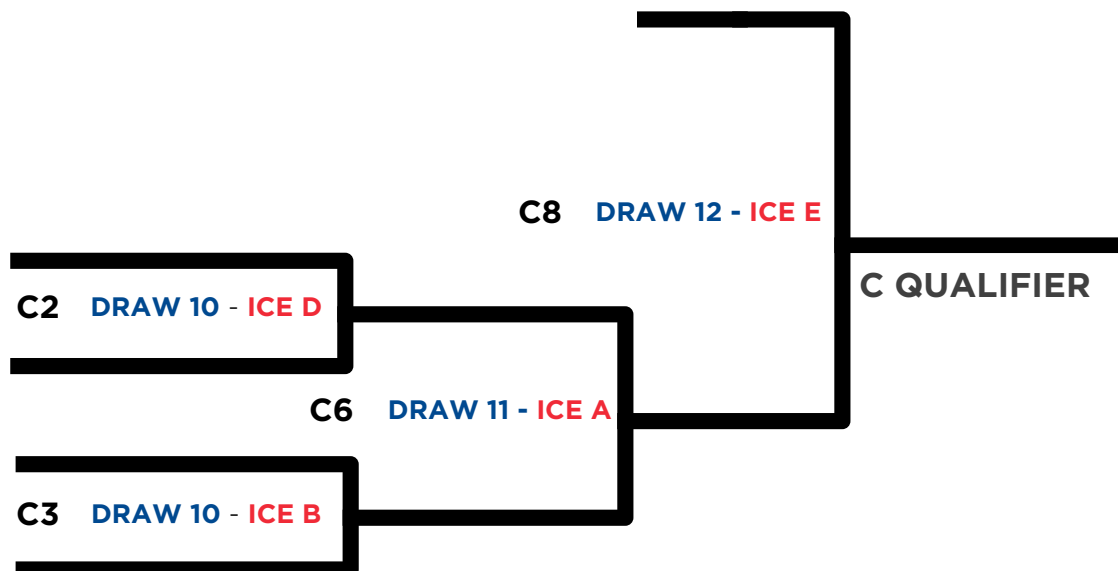 C8 DRAW 12 - ICE E
C QUALIFIER
C2 DRAW 10 - ICE D
C6 DRAW 11 - ICE A
C3 DRAW 10 - ICE B